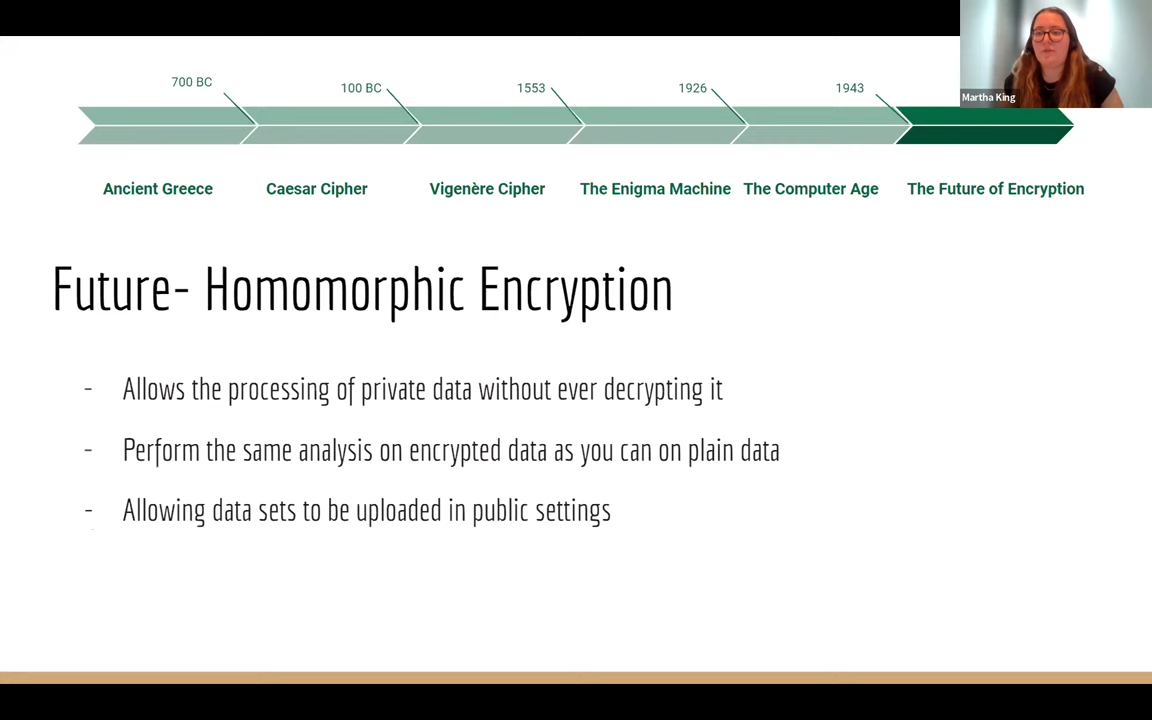 700 BC
100 BC
1553
1926
1943
Martha King
Ancient Greece
Caesar Cipher
Vigenère Cipher
The Enigma Machine
The Computer Age
The Future of Encryption
Future- Homomorphic Encryption
- Allows the processing of private data without ever decrypting it
- Perform the same analysis on encrypted data as you can on plain data
- Allowing data sets to be uploaded in public settings